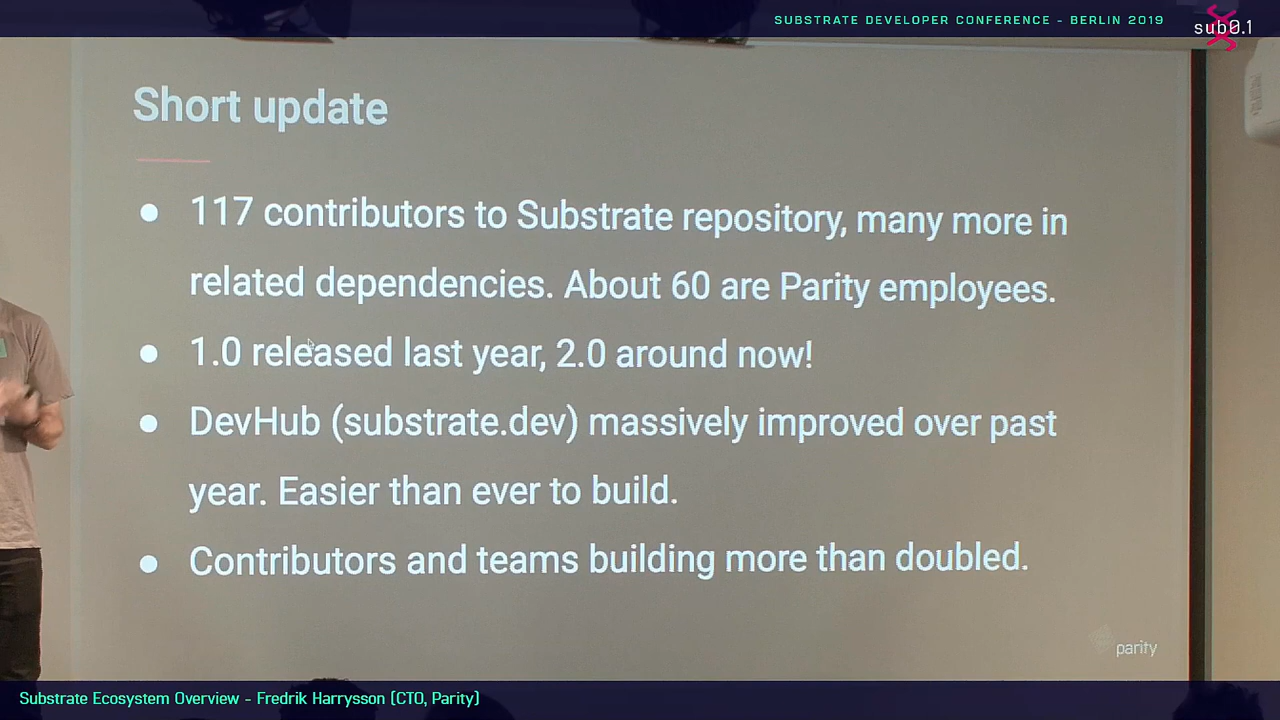 SUBSTRATE DEVELOPER CONFERENCE - BERLIN 2019
sub0.1
Short update
● 117 contributors to Substrate repository, many more in
related dependencies. About 60 are Parity employees.
● 1.0 released last year, 2.0 around now!
● DevHub (substrate.dev) massively improved over past
year. Easier than ever to build.
● Contributors and teams building more than doubled.
parity
Substrate Ecosystem Overview - Fredrik Harrysson (CTO, Parity)